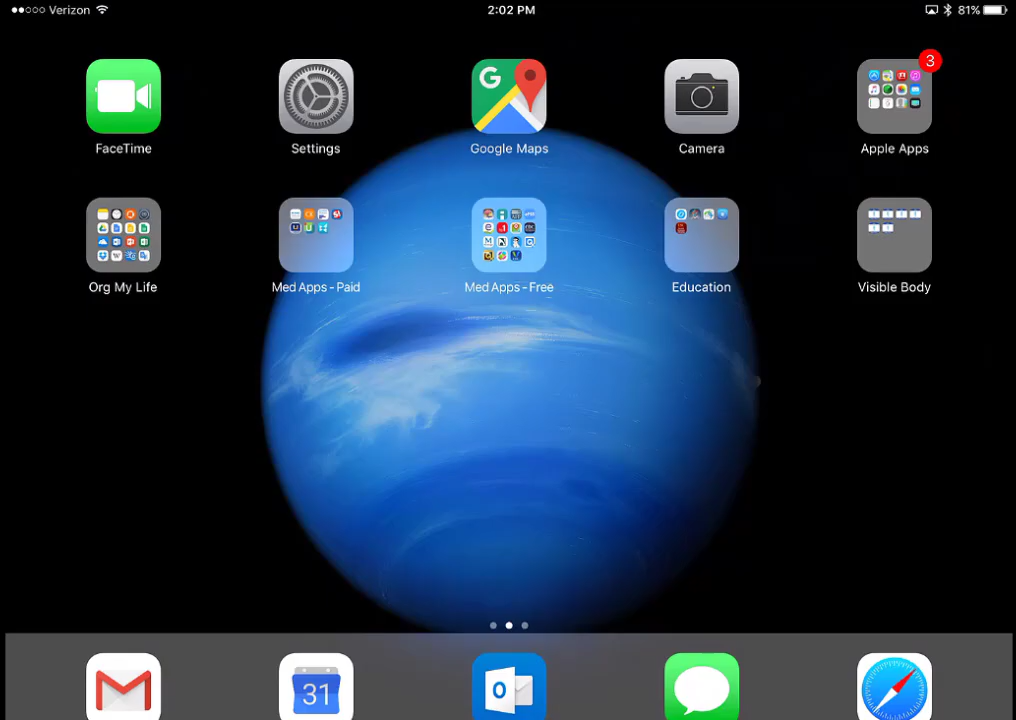 Verizon 2:02 PM 81%
3
G
FaceTime Settings Google Maps Camera Apple Apps
Org My Life Med Apps - Paid Med Apps - Free Education Visible Body
31 O